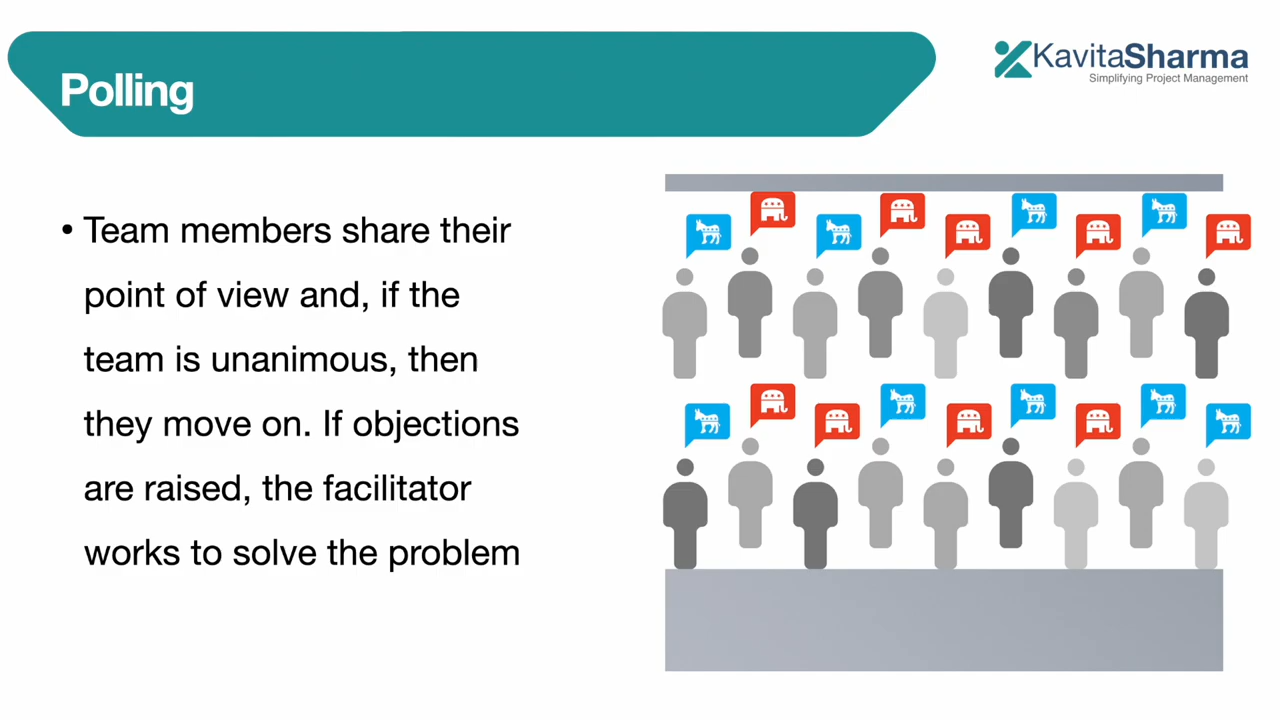 Polling
KavitaSharma
Simplifying Project Management
• Team members share their
point of view and, if the
team is unanimous, then
they move on. If objections
are raised, the facilitator
works to solve the problem